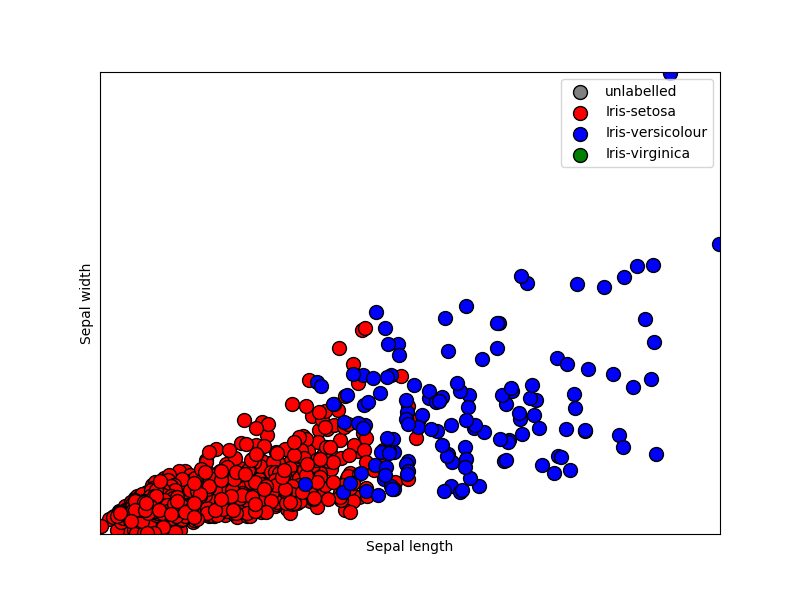 unlabelled
Iris-setosa
Iris-versicolour
Iris-virginica
Sepal width
Sepal length